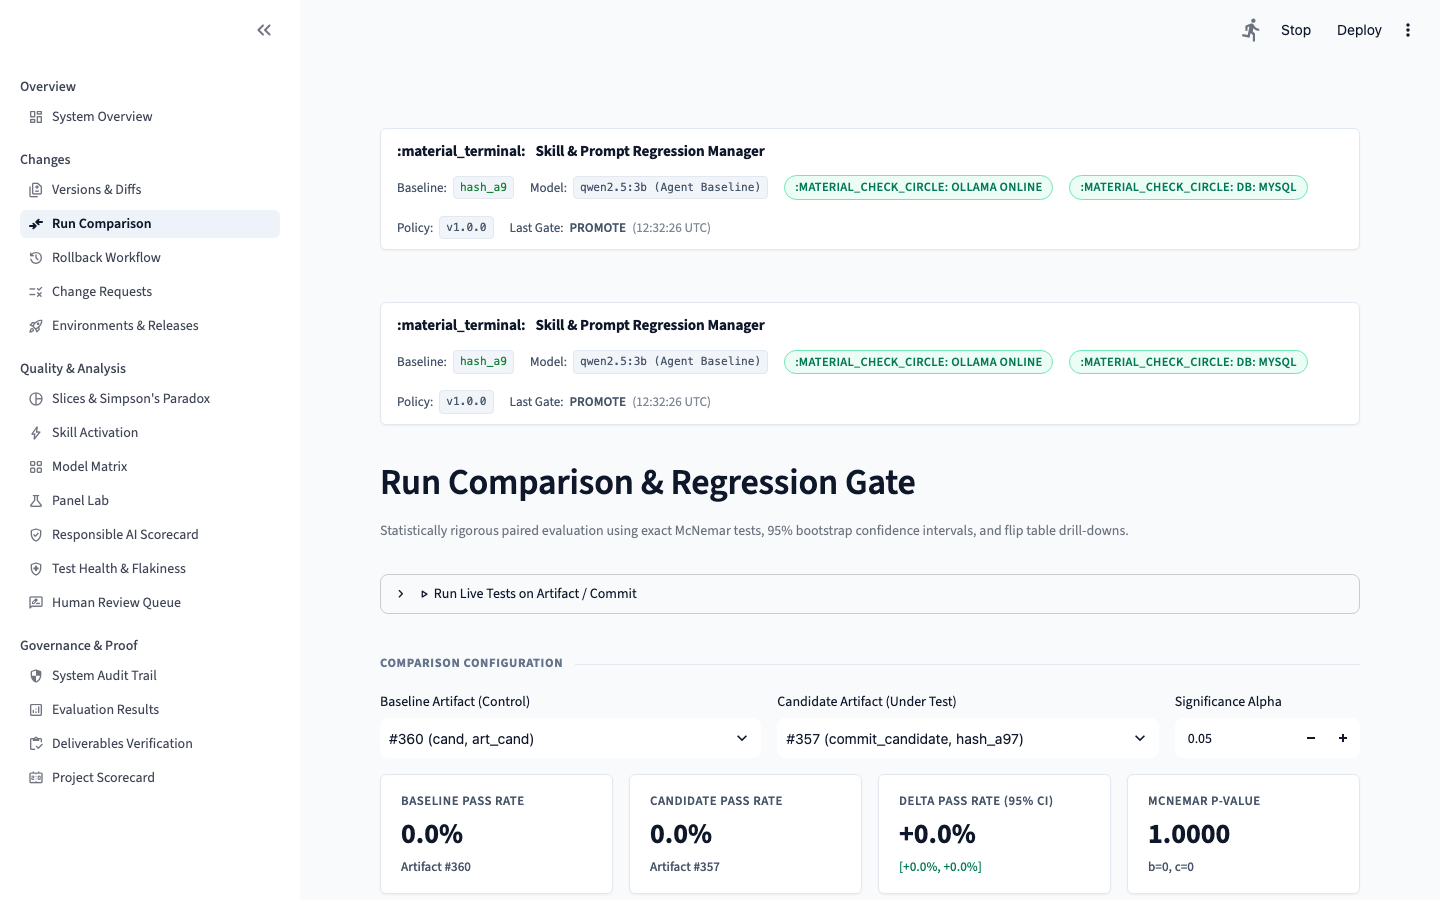 Stop
Deploy
Overview
System Overview
Changes
Versions & Diffs
Run Comparison
Rollback Workflow
Change Requests
Environments & Releases
Quality & Analysis
Slices & Simpson's Paradox
Skill Activation
Model Matrix
Panel Lab
Responsible AI Scorecard
Test Health & Flakiness
Human Review Queue
Governance & Proof
System Audit Trail
Evaluation Results
Deliverables Verification
Project Scorecard
:material_terminal: Skill & Prompt Regression Manager
Baseline: hash_a9 Model: qwen2.5:3b (Agent Baseline) :MATERIAL_CHECK_CIRCLE: OLLAMA ONLINE :MATERIAL_CHECK_CIRCLE: DB: MYSQL
Policy: v1.0.0 Last Gate: PROMOTE (12:32:26 UTC)
:material_terminal: Skill & Prompt Regression Manager
Baseline: hash_a9 Model: qwen2.5:3b (Agent Baseline) :MATERIAL_CHECK_CIRCLE: OLLAMA ONLINE :MATERIAL_CHECK_CIRCLE: DB: MYSQL
Policy: v1.0.0 Last Gate: PROMOTE (12:32:26 UTC)
Run Comparison & Regression Gate
Statistically rigorous paired evaluation using exact McNemar tests, 95% bootstrap confidence intervals, and flip table drill-downs.
Run Live Tests on Artifact / Commit
COMPARISON CONFIGURATION
Baseline Artifact (Control)
#360 (cand, art_cand)
Candidate Artifact (Under Test)
#357 (commit_candidate, hash_a97)
Significance Alpha
0.05
BASELINE PASS RATE
0.0%
Artifact #360
CANDIDATE PASS RATE
0.0%
Artifact #357
DELTA PASS RATE (95% CI)
+0.0%
[+0.0%, +0.0%]
MCNEMAR P-VALUE
1.0000
b=0, c=0